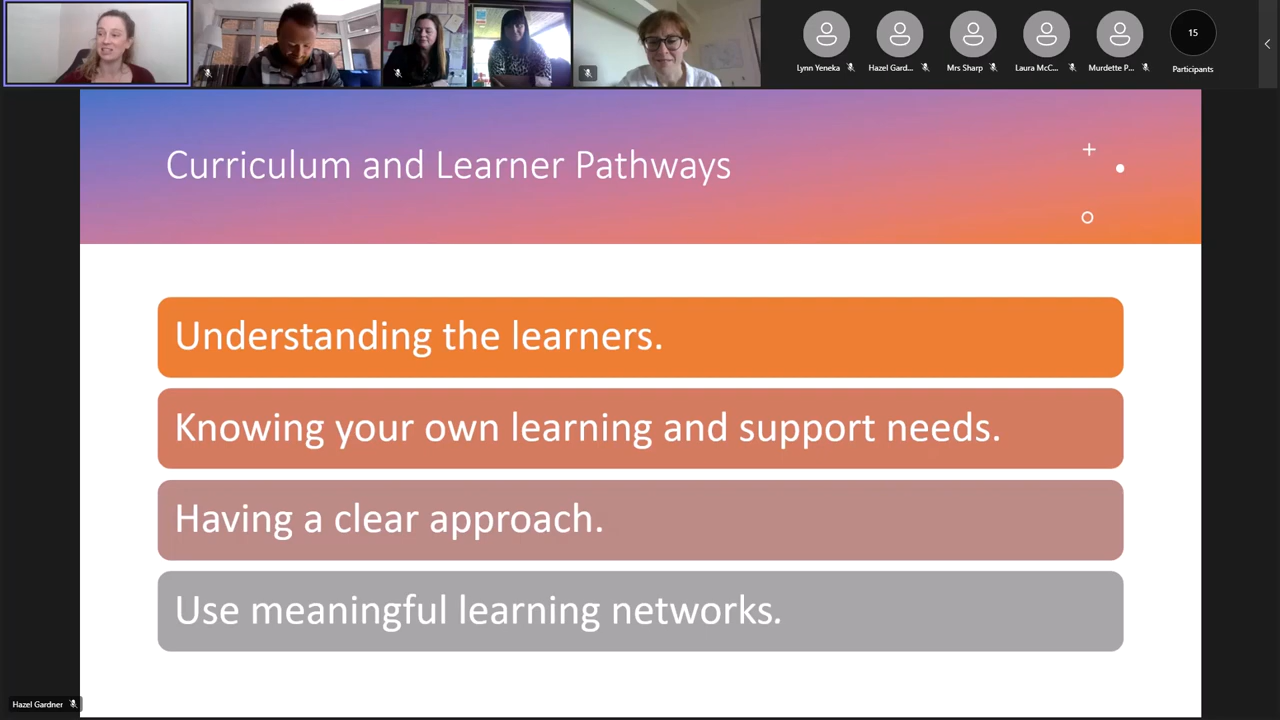 Lynn Yeneka
Hazel Gard...
Mrs Sharp
Laura McC...
Murdette P...
15
Participants
Curriculum and Learner Pathways
Understanding the learners.
Knowing your own learning and support needs.
Having a clear approach.
Use meaningful learning networks.
Hazel Gardner